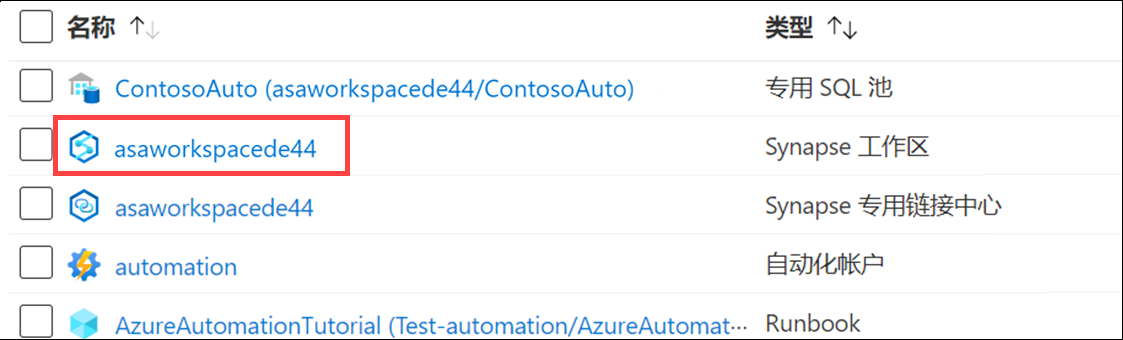 名称 ↑↓ 类型 ↑↓
ContosoAuto (asaworkspacede44/ContosoAuto) 专用 SQL 池
asaworkspacede44 Synapse 工作区
asaworkspacede44 Synapse 专用链接中心
automation 自动化帐户
AzureAutomationTutorial (Test-automation/AzureAutomat··· Runbook